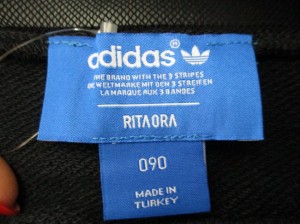 adidas®
THE BRAND WITH THE 3 STRIPES
DIE WELTMARKE MIT DEN 3 STREIFEN
LA MARQUE AUX 3 BANDES
RITA ORA
090
MADE IN
TURKEY